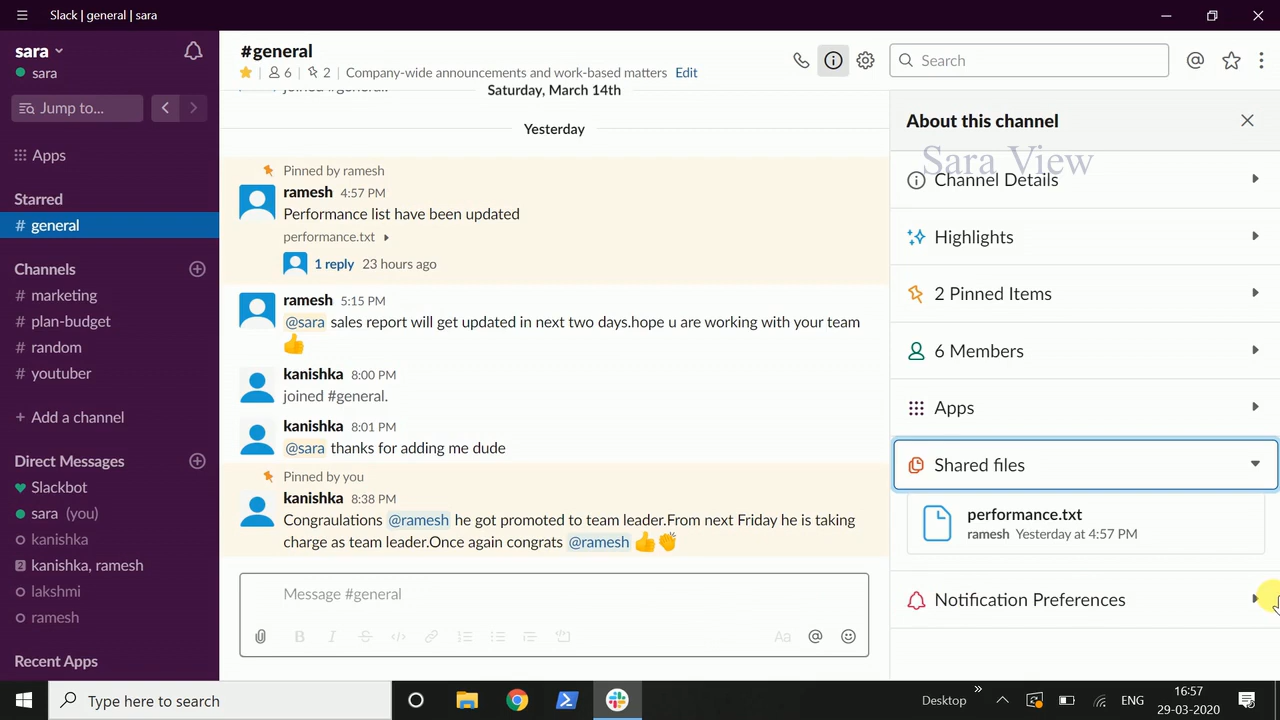 Slack | general | sara
sara
sara
Jump to...
Apps
Starred
# general
Channels
# marketing
# plan-budget
# random
# youtuber
+ Add a channel
Direct Messages
Slackbot
sara (you)
kanishka
2 kanishka, ramesh
lakshmi
ramesh
Recent Apps
#general
6 | 2 | Company-wide announcements and work-based matters Edit
Search
joined #general.
Saturday, March 14th
Yesterday
Pinned by ramesh
ramesh 4:57 PM
Performance list have been updated
performance.txt
1 reply 23 hours ago
ramesh 5:15 PM
@sara sales report will get updated in next two days.hope u are working with your team
kanishka 8:00 PM
joined #general.
kanishka 8:01 PM
@sara thanks for adding me dude
Pinned by you
kanishka 8:38 PM
Congraulations @ramesh he got promoted to team leader.From next Friday he is taking
charge as team leader.Once again congrats @ramesh
Message #general
B I S Aa @
About this channel
Sara View
Channel Details
Highlights
2 Pinned Items
6 Members
Apps
Shared files
performance.txt
ramesh Yesterday at 4:57 PM
Notification Preferences
Type here to search
Desktop
ENG
16:57
29-03-2020